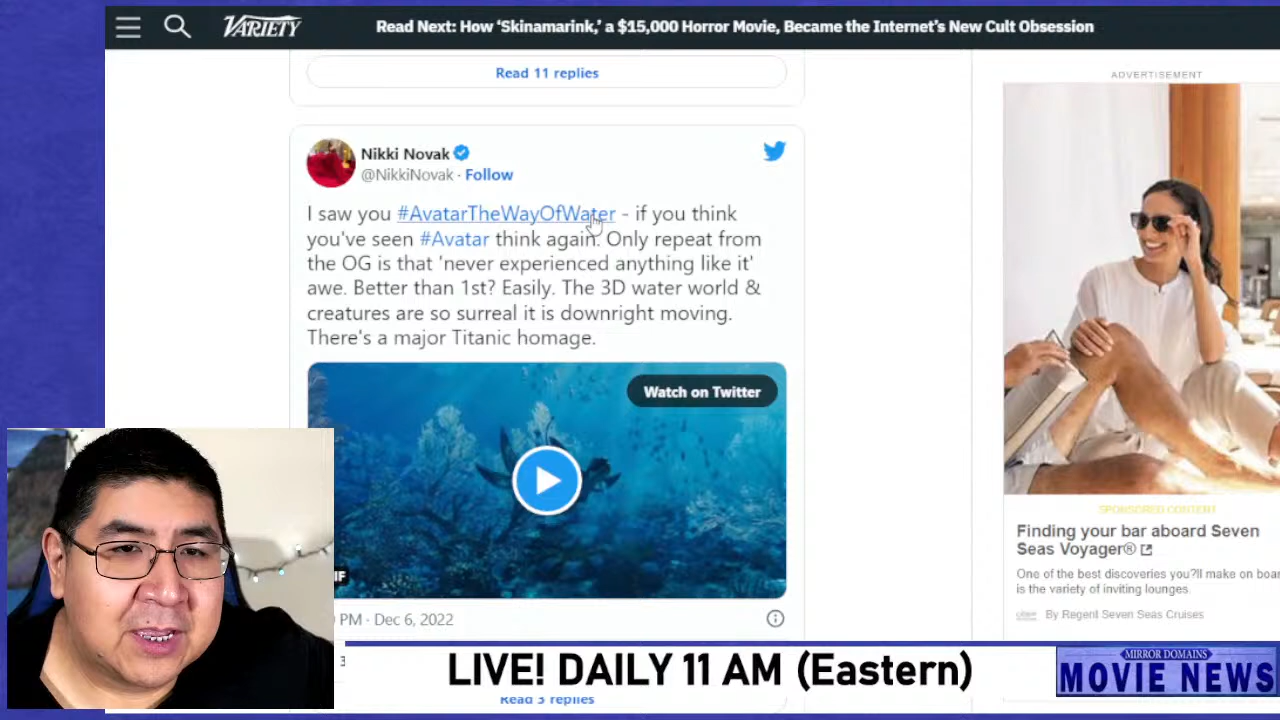 VARIETY
Read Next: How ‘Skinamarink,’ a $15,000 Horror Movie, Became the Internet’s New Cult Obsession
Read 11 replies
ADVERTISEMENT
Nikki Novak
@NikkiNovak · Follow
I saw you #AvatarTheWayOfWater - if you think
you've seen #Avatar think again. Only repeat from
the OG is that 'never experienced anything like it'
awe. Better than 1st? Easily. The 3D water world &
creatures are so surreal it is downright moving.
There's a major Titanic homage.
Watch on Twitter
IF
PM · Dec 6, 2022
SPONSORED CONTENT
Finding your bar aboard Seven
Seas Voyager®
One of the best discoveries you?ll make on boa
is the variety of inviting lounges.
By Regent Seven Seas Cruises
Read 3 replies
LIVE! DAILY 11 AM (Eastern)
MIRROR DOMAINS
MOVIE NEWS